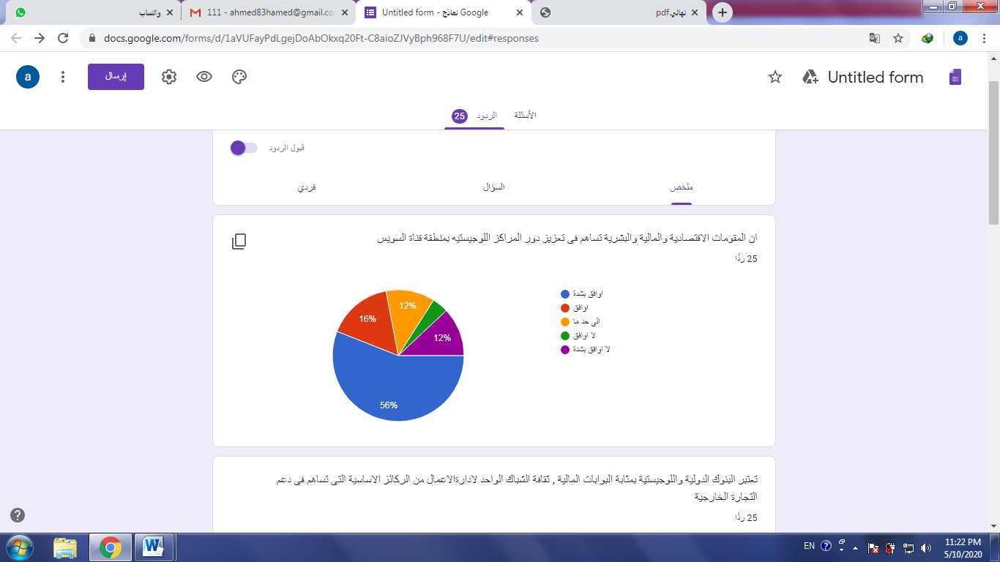 واتساب
111 - ahmed83hamed@gmail.co
Untitled form - نماذج Google
نهائي.pdf
docs.google.com/forms/d/1aVUFayPdLgejDoAbOkxq20Ft-C8aioZJVyBph968F7U/edit#responses
a
a
إرسال
Untitled form
الأسئلة
الردود 25
قبول الردود
ملخص
السؤال
فردي
ان المقومات الاقتصادية والمالية والبشرية تساهم فى تعزيز دور المراكز اللوجيستيه بمنطقة قناة السويس
25 ردًا
اوافق بشدة
اوافق
الى حد ما
لا اوافق
لا اوافق بشدة
12%
16%
12%
56%
تعتبر البنوك الدولية واللوجيستية بمثابة البوابات المالية , ثقافة الشباك الواحد لادارةالاعمال من الركائز الاساسية التى تساهم فى دعم
التجارة الخارجية
25 ردًا
EN
11:22 PM
5/10/2020